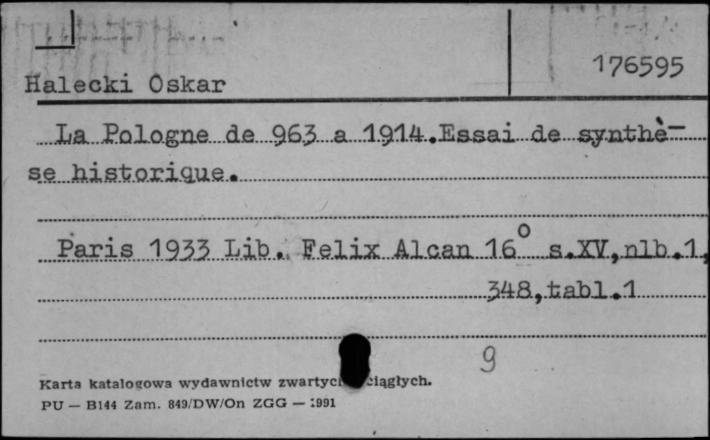 176595
Halecki Oskar
La Pologne de 963 a 1914.Essai de synthè-
se historique.
Paris 1933 Lib. Felix Alcan 16° s.XV,nlb.1,
348,tabl.1
9
Karta katalogowa wydawnictw ciągłych.
PU — B144 Zam. 849/DW/On ZGG — 1991